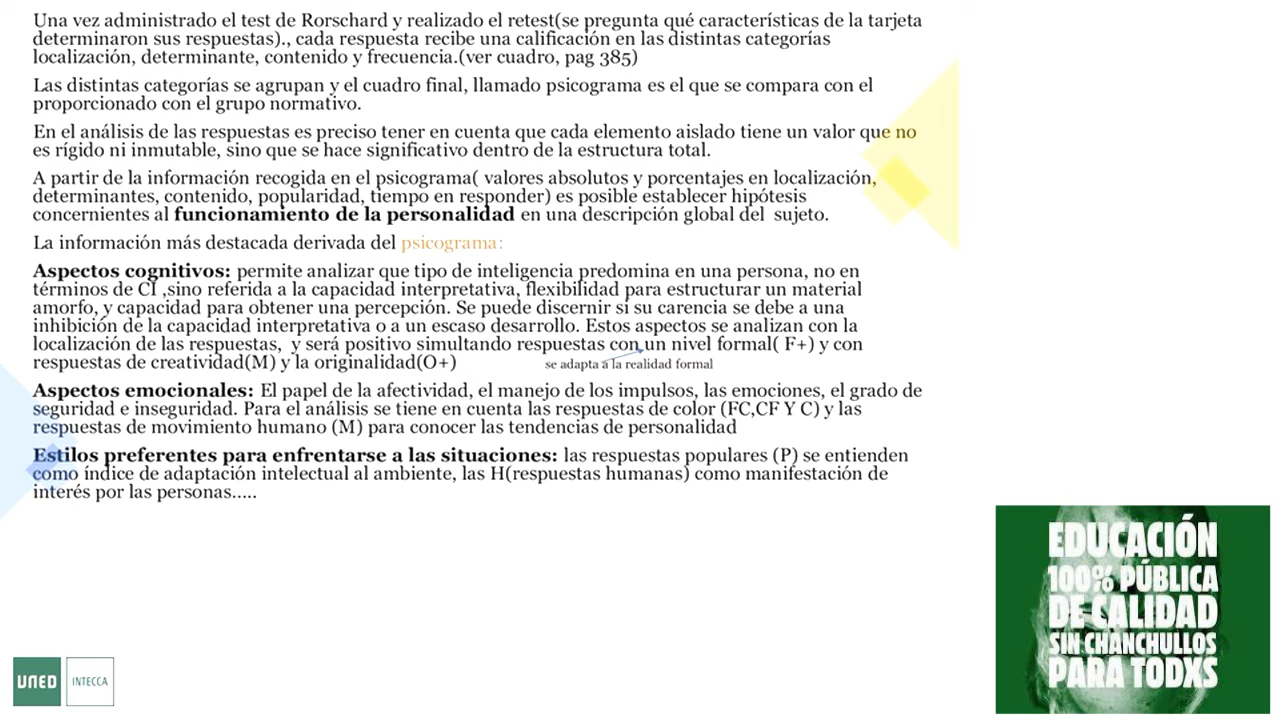 Una vez administrado el test de Rorschard y realizado el retest(se pregunta qué características de la tarjeta
determinaron sus respuestas)., cada respuesta recibe una calificación en las distintas categorías
localización, determinante, contenido y frecuencia.(ver cuadro, pag 385)
Las distintas categorías se agrupan y el cuadro final, llamado psicograma es el que se compara con el
proporcionado con el grupo normativo.
En el análisis de las respuestas es preciso tener en cuenta que cada elemento aislado tiene un valor que no
es rígido ni inmutable, sino que se hace significativo dentro de la estructura total.
A partir de la información recogida en el psicograma( valores absolutos y porcentajes en localización,
determinantes, contenido, popularidad, tiempo en responder) es posible establecer hipótesis
concernientes al funcionamiento de la personalidad en una descripción global del sujeto.
La información más destacada derivada del psicograma:
Aspectos cognitivos: permite analizar que tipo de inteligencia predomina en una persona, no en
términos de CI ,sino referida a la capacidad interpretativa, flexibilidad para estructurar un material
amorfo, y capacidad para obtener una percepción. Se puede discernir si su carencia se debe a una
inhibición de la capacidad interpretativa o a un escaso desarrollo. Estos aspectos se analizan con la
localización de las respuestas, y será positivo simultando respuestas con un nivel formal( F+) y con
respuestas de creatividad(M) y la originalidad(O+)
se adapta a la realidad formal
Aspectos emocionales: El papel de la afectividad, el manejo de los impulsos, las emociones, el grado de
seguridad e inseguridad. Para el análisis se tiene en cuenta las respuestas de color (FC,CF Y C) y las
respuestas de movimiento humano (M) para conocer las tendencias de personalidad
Estilos preferentes para enfrentarse a las situaciones: las respuestas populares (P) se entienden
como índice de adaptación intelectual al ambiente, las H(respuestas humanas) como manifestación de
interés por las personas.....
EDUCACIÓN
100% PÚBLICA
DE CALIDAD
SIN CHANCHULLOS
PARA TODXS
UNED
INTECCA